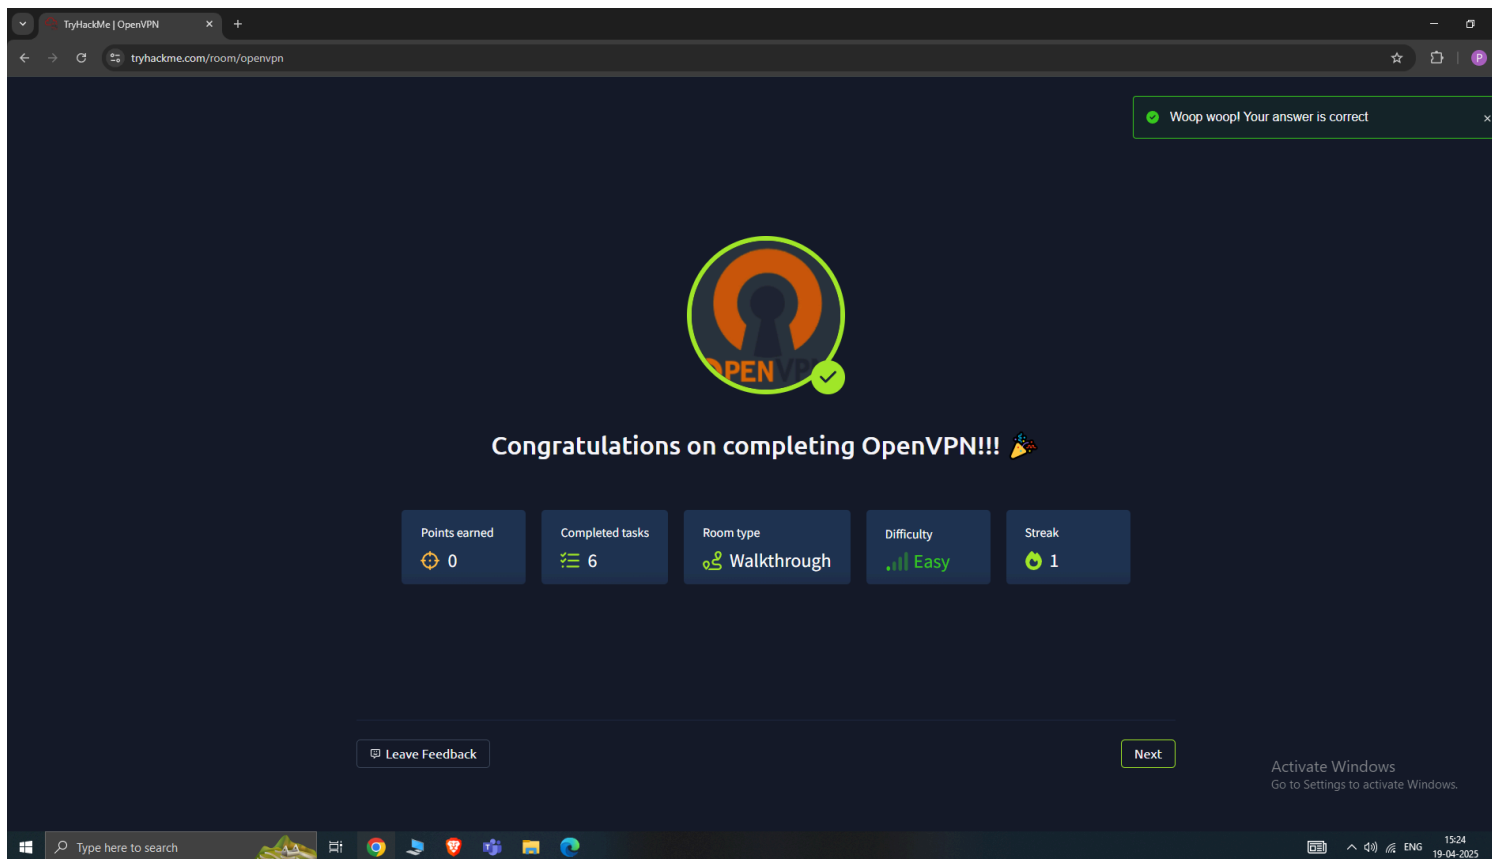 TryHackMe | OpenVPN
tryhackme.com/room/openvpn
P
Woop woop! Your answer is correct
OPENVP
Congratulations on completing OpenVPN!!!
Points earned
0
Completed tasks
6
Room type
Walkthrough
Difficulty
Easy
Streak
1
Leave Feedback
Next
Activate Windows
Go to Settings to activate Windows.
Type here to search
ENG
15:24
19-04-2025